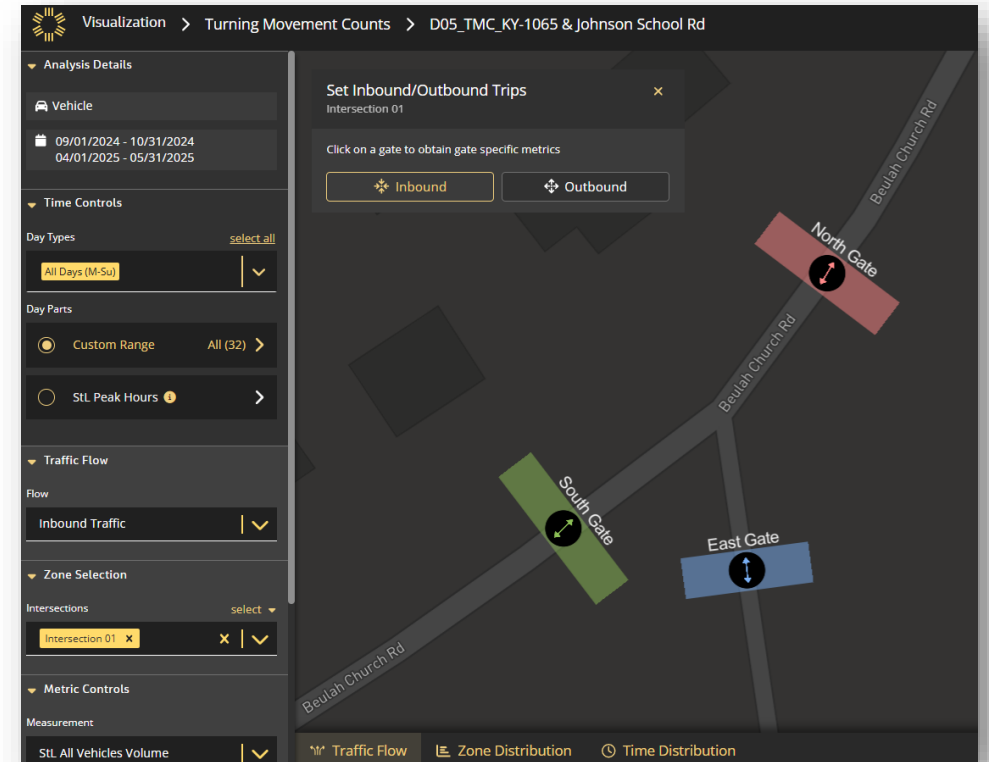 Visualization > Turning Movement Counts > D05_TMC_KY-1065 & Johnson School Rd
Analysis Details
Vehicle
09/01/2024 - 10/31/2024
04/01/2025 - 05/31/2025
Time Controls
Day Types select all
All Days (M-Su)
Day Parts
Custom Range All (32)
StL Peak Hours
Traffic Flow
Flow
Inbound Traffic
Zone Selection
Intersections select
Intersection 01 ×
Metric Controls
Measurement
StL All Vehicles Volume
Set Inbound/Outbound Trips
Intersection 01
Click on a gate to obtain gate specific metrics
Inbound Outbound
Beulah Church Rd
North Gate
Beulah Church Rd
South Gate
East Gate
Beulah Church Rd
Traffic Flow Zone Distribution Time Distribution